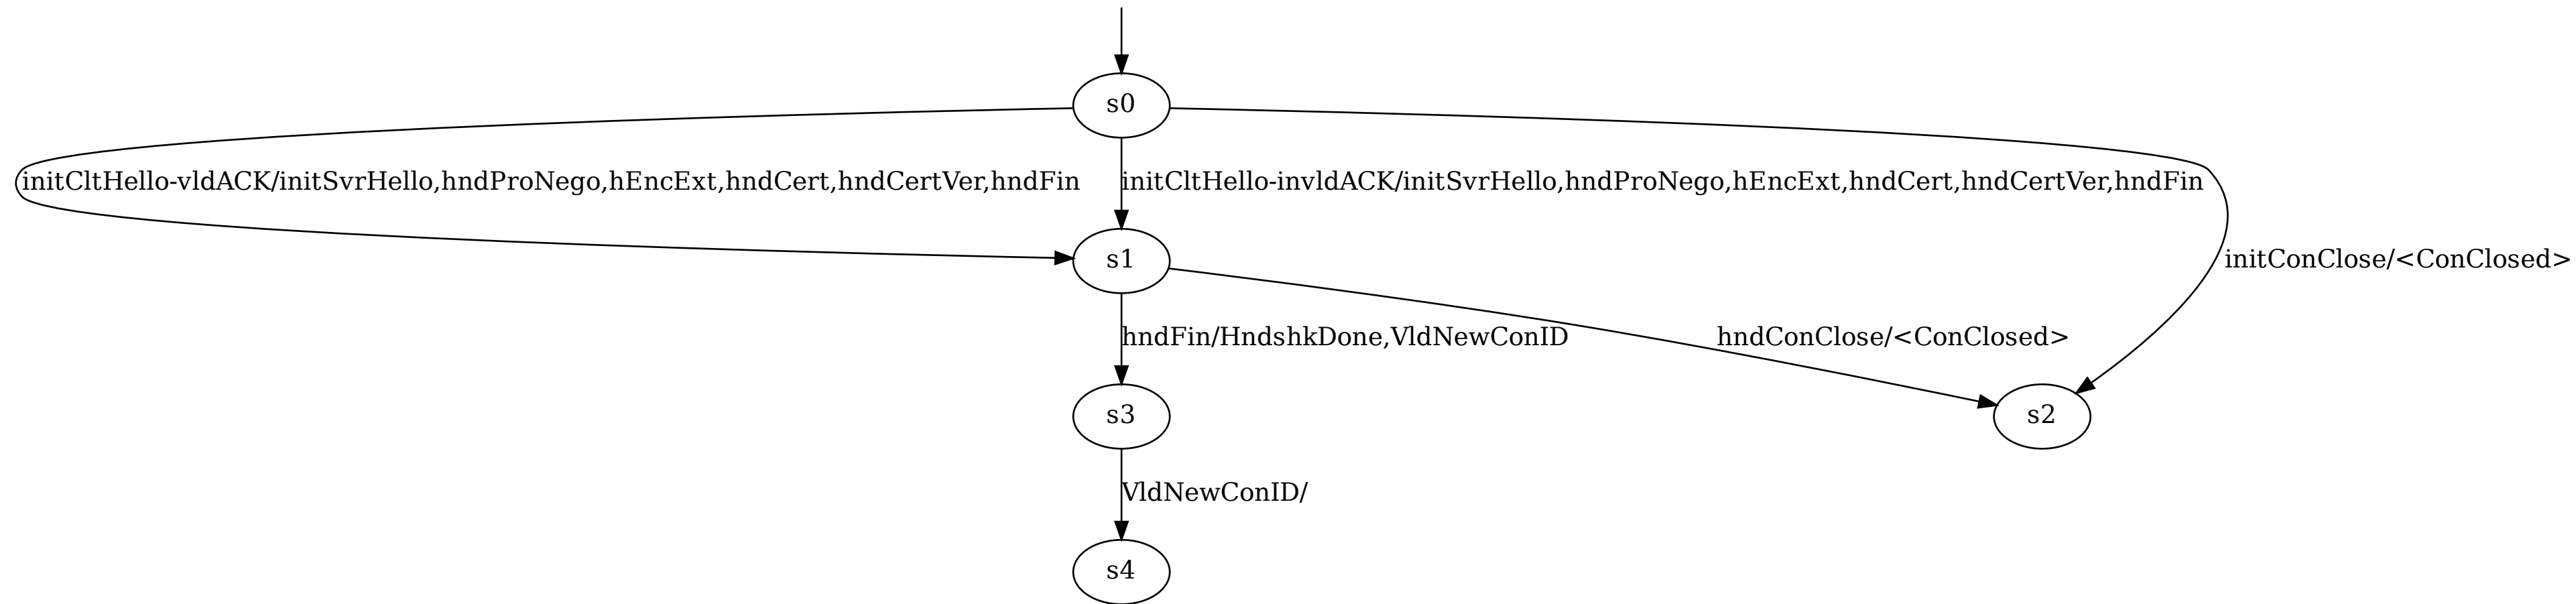 s0
initCltHello-vldACK/initSvrHello,hndProNego,hEncExt,hndCert,hndCertVer,hndFin
initCltHello-invldACK/initSvrHello,hndProNego,hEncExt,hndCert,hndCertVer,hndFin
s1
initConClose/<ConClosed>
hndFin/HndshkDone,VldNewConID
hndConClose/<ConClosed>
s3
s2
VldNewConID/
s4